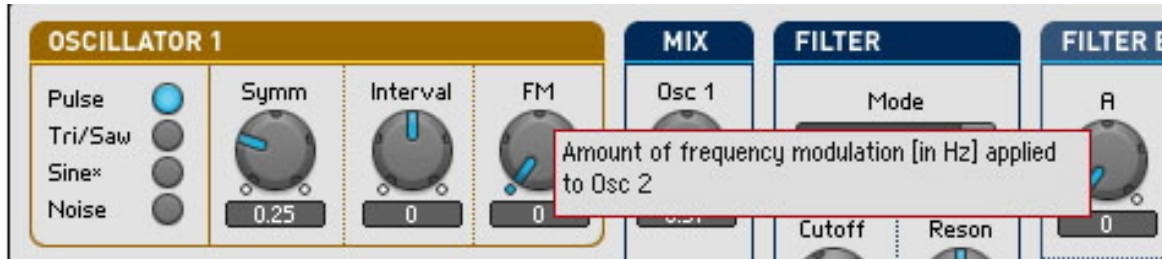 OSCILLATOR 1
Pulse
Tri/Saw
Sine×
Noise
Symm
0.25
Interval
0
FM
0
MIX
Osc 1
FILTER
Mode
Cutoff
Reson
FILTER
A
0
Amount of frequency modulation [in Hz] applied
to Osc 2